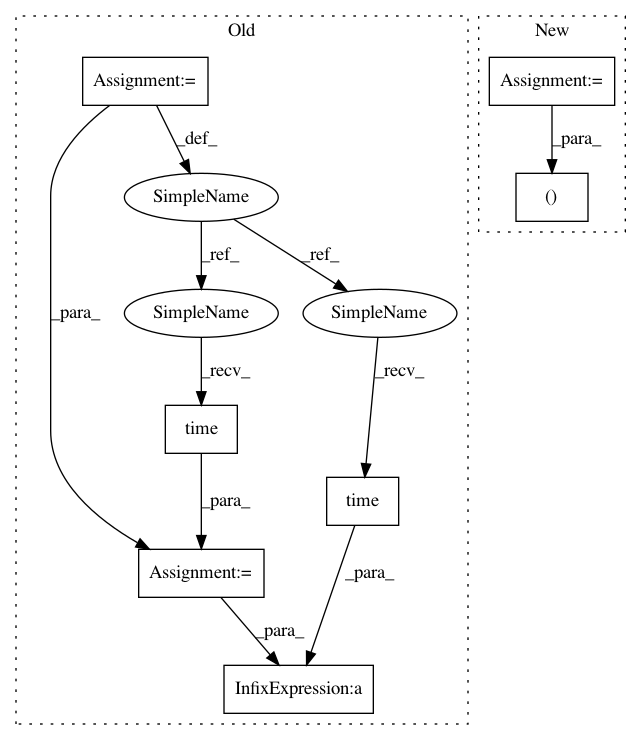 Old
New
Assignment:=
Assignment:=
_def_
_para_
SimpleName
()
_ref_
_ref_
_para_
SimpleName
SimpleName
_recv_
_recv_
time
time
_para_
_para_
Assignment:=
_para_
InfixExpression:a